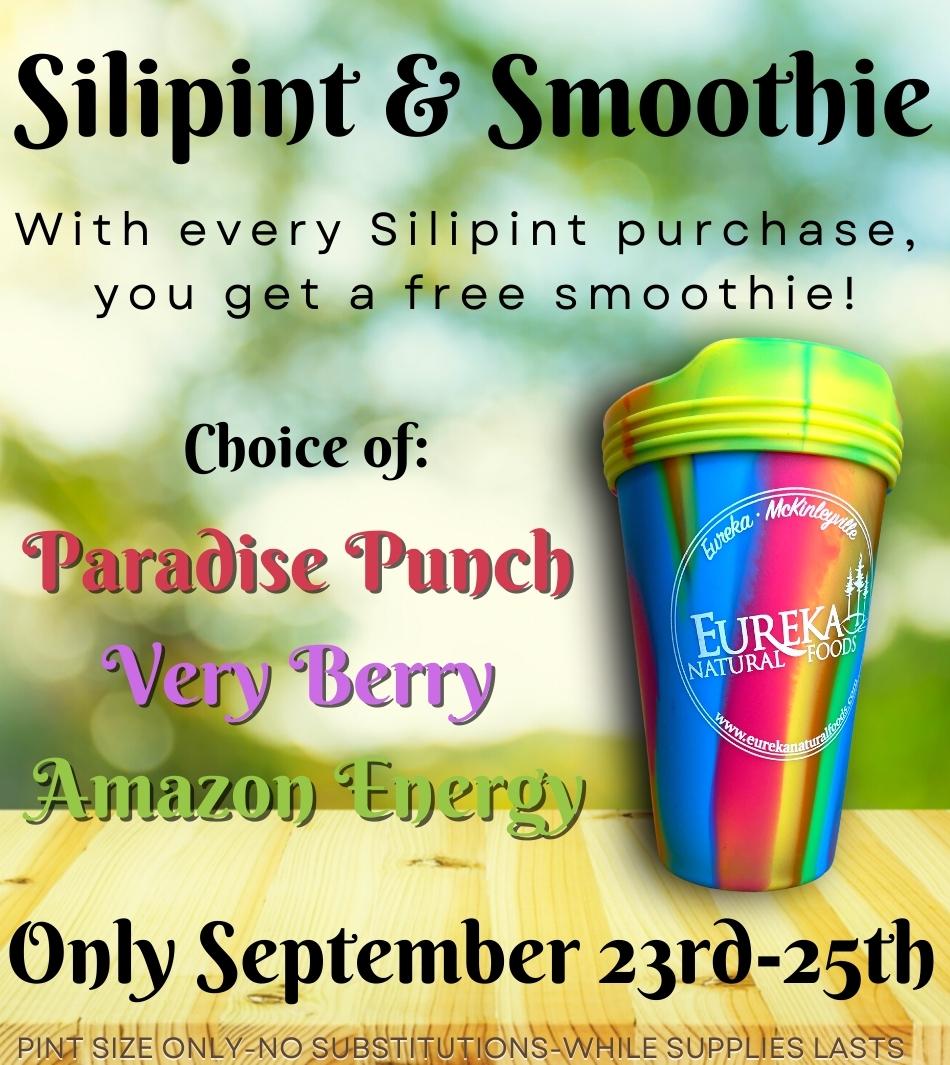 Silipint & Smoothie
With every Silipint purchase,
you get a free smoothie!
Choice of:
Paradise Punch
Very Berry
Amazon Energy
Eureka · McKinleyville
EUREKA
NATURAL FOODS
www.eurekanaturalfoods.com
Only September 23rd-25th
PINT SIZE ONLY-NO SUBSTITUTIONS-WHILE SUPPLIES LASTS